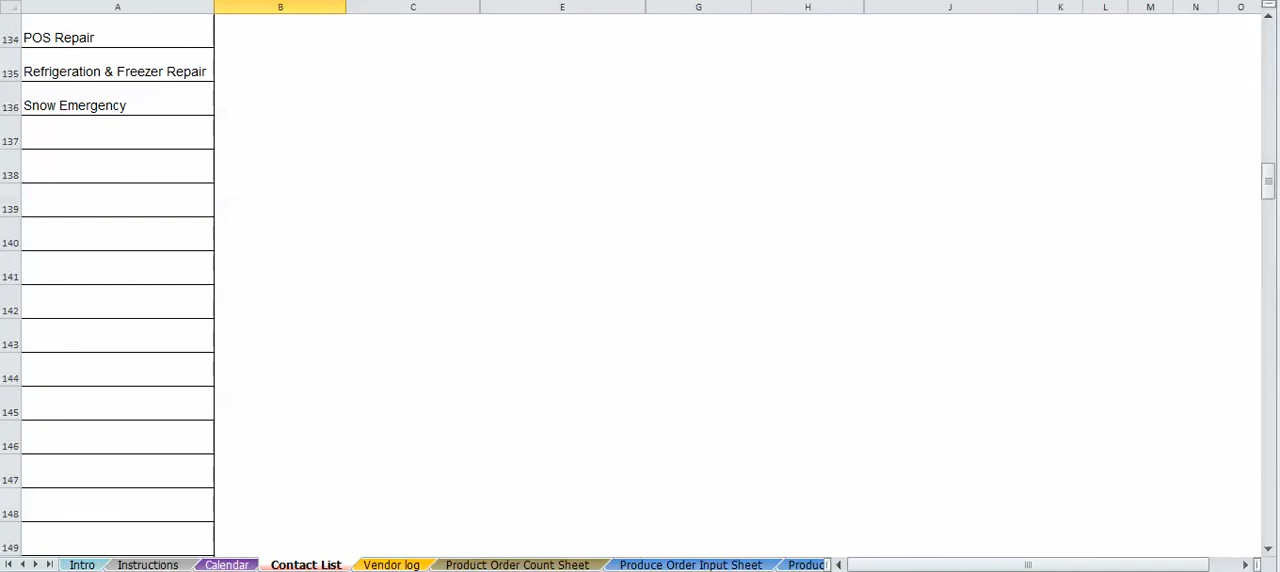 A B C E G H J K L M N O
134 POS Repair
135 Refrigeration & Freezer Repair
136 Snow Emergency
137
138
139
140
141
142
143
144
145
146
147
148
149
Intro Instructions Calendar Contact List Vendor log Product Order Count Sheet Produce Order Input Sheet Produc